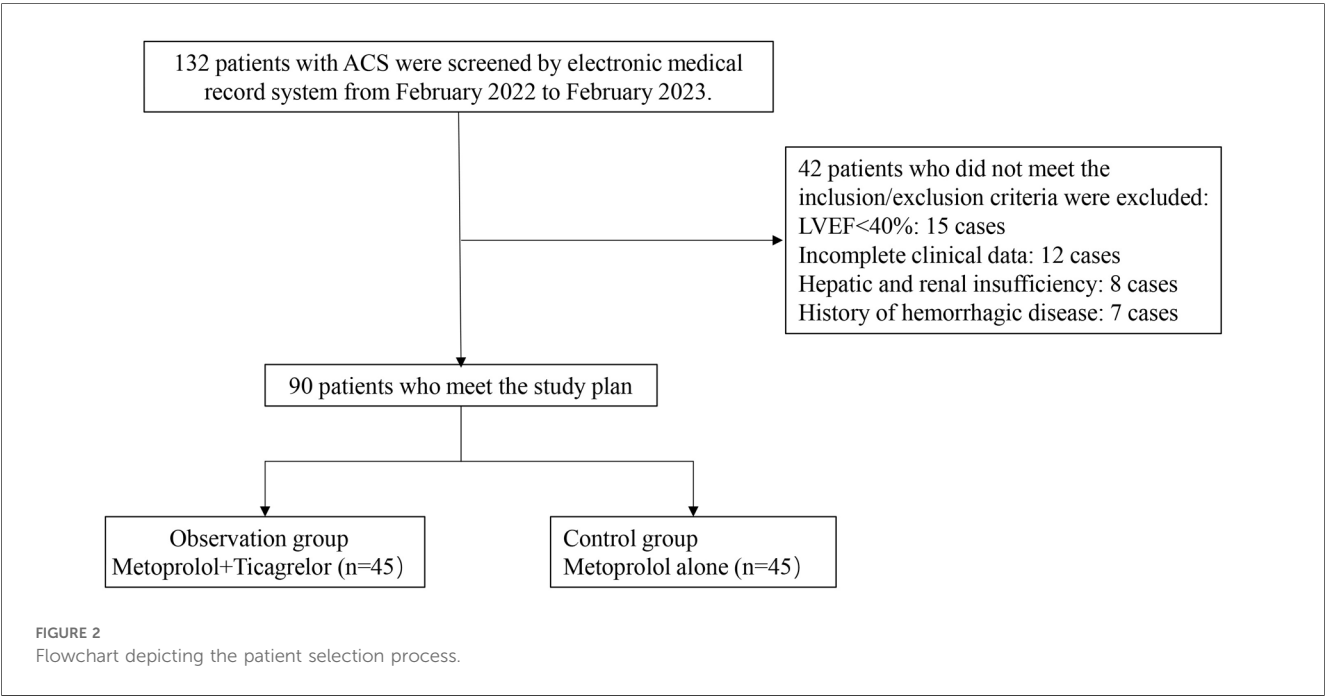 132 patients with ACS were screened by electronic medical
record system from February 2022 to February 2023.
42 patients who did not meet the
inclusion/exclusion criteria were excluded:
LVEF<40%: 15 cases
Incomplete clinical data: 12 cases
Hepatic and renal insufficiency: 8 cases
History of hemorrhagic disease: 7 cases
90 patients who meet the study plan
Observation group
Metoprolol+Ticagrelor (n=45）
Control group
Metoprolol alone (n=45）
FIGURE 2
Flowchart depicting the patient selection process.